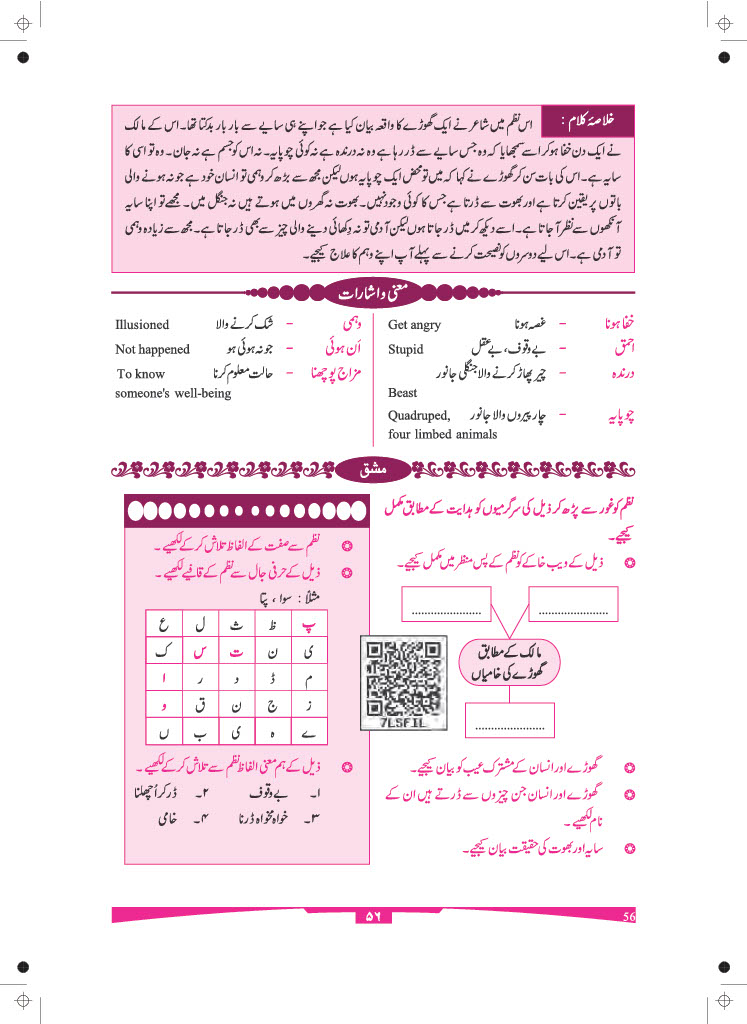 خلاصۂ کلام : اس نظم میں شاعر نے ایک گھوڑے کا واقعہ بیان کیا ہے جو اپنے ہی سایے سے بار بار بدکتا تھا۔ اس کے مالک
نے ایک دن خفا ہو کر اسے سمجھایا کہ وہ جس سایے سے ڈر رہا ہے وہ نہ درندہ ہے نہ کوئی چوپایہ۔ نہ اس کو جسم ہے نہ جان۔ وہ تو اسی کا
سایہ ہے۔ اس کی بات سن کر گھوڑے نے کہا کہ میں تو محض ایک چوپایہ ہوں لیکن مجھ سے بڑھ کر وہمی تو انسان خود ہے جو نہ ہونے والی
باتوں پر یقین کرتا ہے اور بھوت سے ڈرتا ہے جس کا کوئی وجود نہیں۔ بھوت نہ گھروں میں ہوتے ہیں نہ جنگل میں۔ مجھے تو اپنا سایہ
آنکھوں سے نظر آ جاتا ہے۔ اسے دیکھ کر میں ڈر جاتا ہوں لیکن آدمی تو نہ دِکھائی دینے والی چیز سے بھی ڈر جاتا ہے۔ مجھ سے زیادہ وہمی
تو آدمی ہے۔ اس لیے دوسروں کو نصیحت کرنے سے پہلے آپ اپنے وہم کا علاج کیجیے۔
معنی و اشارات
خفا ہونا - غصہ ہونا Get angry
احمق - بے وقوف، بے عقل Stupid
درندہ - چیر پھاڑ کرنے والا جنگلی جانور
Beast
چوپایہ - چار پیروں والا جانور Quadruped,
four limbed animals
وہمی - شک کرنے والا Illusioned
اَن ہوئی - جو نہ ہوئی ہو Not happened
مزاج پوچھنا - حالت معلوم کرنا To know
someone's well-being
مشق
نظم کو غور سے پڑھ کر ذیل کی سرگرمیوں کو ہدایت کے مطابق مکمل
کیجیے۔
ذیل کے ویب خاکے کو نظم کے پس منظر میں مکمل کیجیے۔
...................... ......................
مالک کے مطابق
گھوڑے کی خامیاں
......................
گھوڑے اور انسان کے مشترک عیب کو بیان کیجیے۔
گھوڑے اور انسان جن چیزوں سے ڈرتے ہیں ان کے
نام لکھیے۔
سایہ اور بھوت کی حقیقت بیان کیجیے۔
نظم سے صفت کے الفاظ تلاش کر کے لکھیے۔
ذیل کے حرفی جال سے نظم کے قافیے لکھیے۔
مثلاً : سوا ، پتا
پ ظ ث ل ع
ی ن ت س ک
م ڈ د ر ا
ز ج ن ق و
ے ہ ی ب ں
ذیل کے ہم معنی الفاظ نظم سے تلاش کر کے لکھیے۔
۱۔ بے وقوف ۲۔ ڈر کر اُچھلنا
۳۔ خواہ مخواہ ڈرنا ۴۔ خامی
7LSFIL
۵۶
56